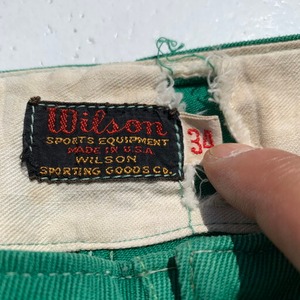 Wilson
SPORTS EQUIPMENT
MADE IN U.S.A.
WILSON
SPORTING GOODS CO.
34